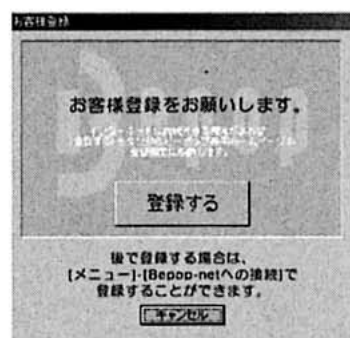 お客様登録
お客様登録をお願いします。
登録する
後で登録する場合は、
[メニュー]-[Bepop-netへの接続]で
登録することができます。
キャンセル